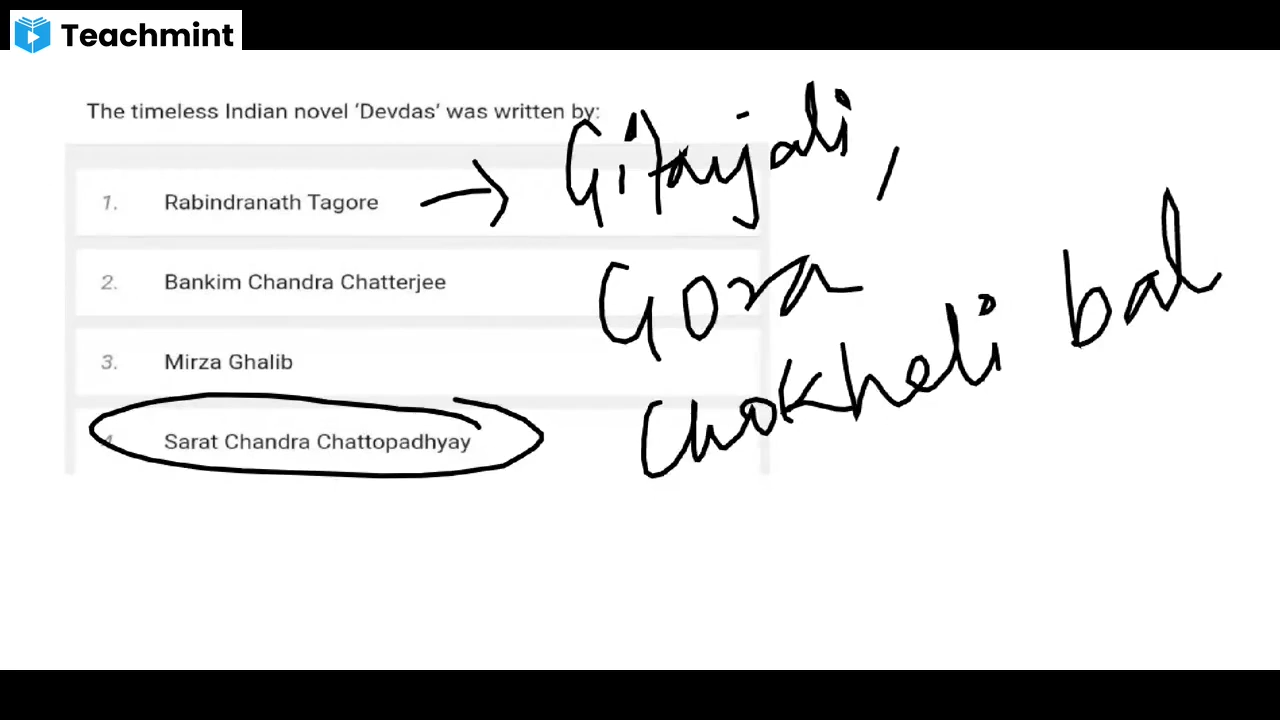 Teachmint
The timeless Indian novel ‘Devdas’ was written by:
1. Rabindranath Tagore → Gitanjali,
2. Bankim Chandra Chatterjee Gora
3. Mirza Ghalib Chokheli bal
4. Sarat Chandra Chattopadhyay